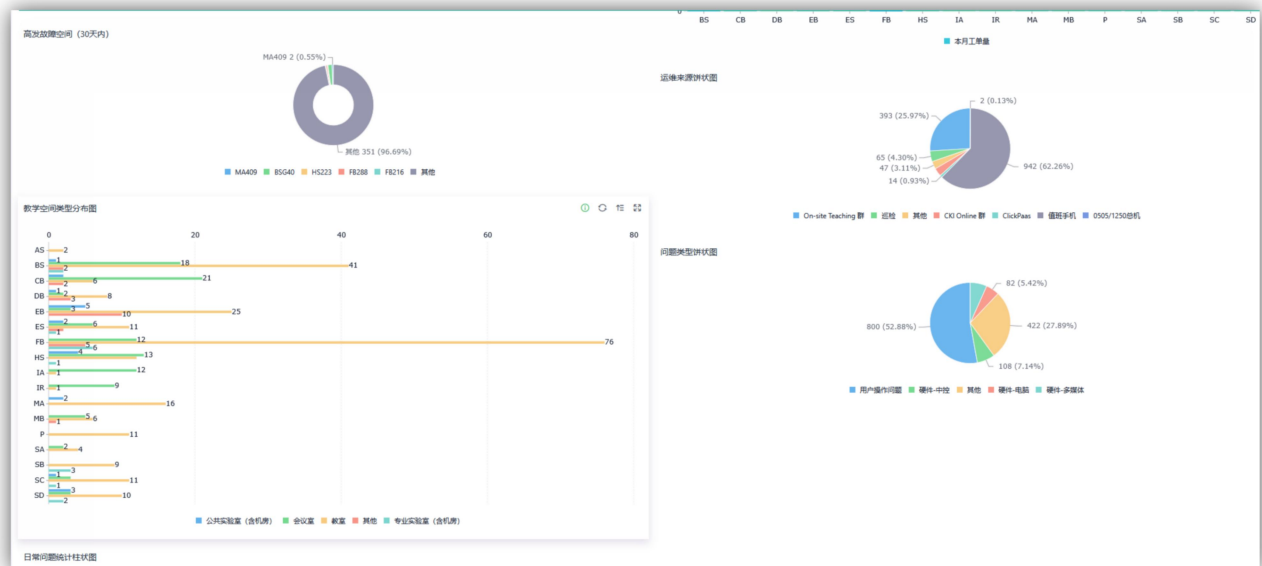 0
BS CB DB EB ES FB HS IA IR MA MB P SA SB SC SD
本月工单量
高发故障空间（30天内）
MA409 2 (0.55%)
其他 351 (96.69%)
MA409 BSG40 HS223 FB288 FB216 其他
运维来源饼状图
2 (0.13%)
393 (25.97%)
65 (4.30%)
47 (3.11%)
14 (0.93%)
942 (62.26%)
On-site Teaching 群 巡检 其他 CKI Online 群 ClickPaas 值班手机 0505/1250总机
教学空间类型分布图
0 20 40 60 80
AS 2
BS 1 18 41 2
CB 21 6 2
DB 1 2 8 3
EB 5 3 25 10
ES 2 6 11 1
FB 12 76 5 6
HS 4 13 1
IA 12 1
IR 9 1
MA 2 16
MB 5 6 1
P 11
SA 2 4
SB 9 3
SC 1 11 1
SD 3 10 2
公共实验室（含机房） 会议室 教室 其他 专业实验室（含机房）
问题类型饼状图
82 (5.42%)
800 (52.88%)
422 (27.89%)
108 (7.14%)
用户操作问题 硬件-中控 其他 硬件-电脑 硬件-多媒体
日常问题统计柱状图